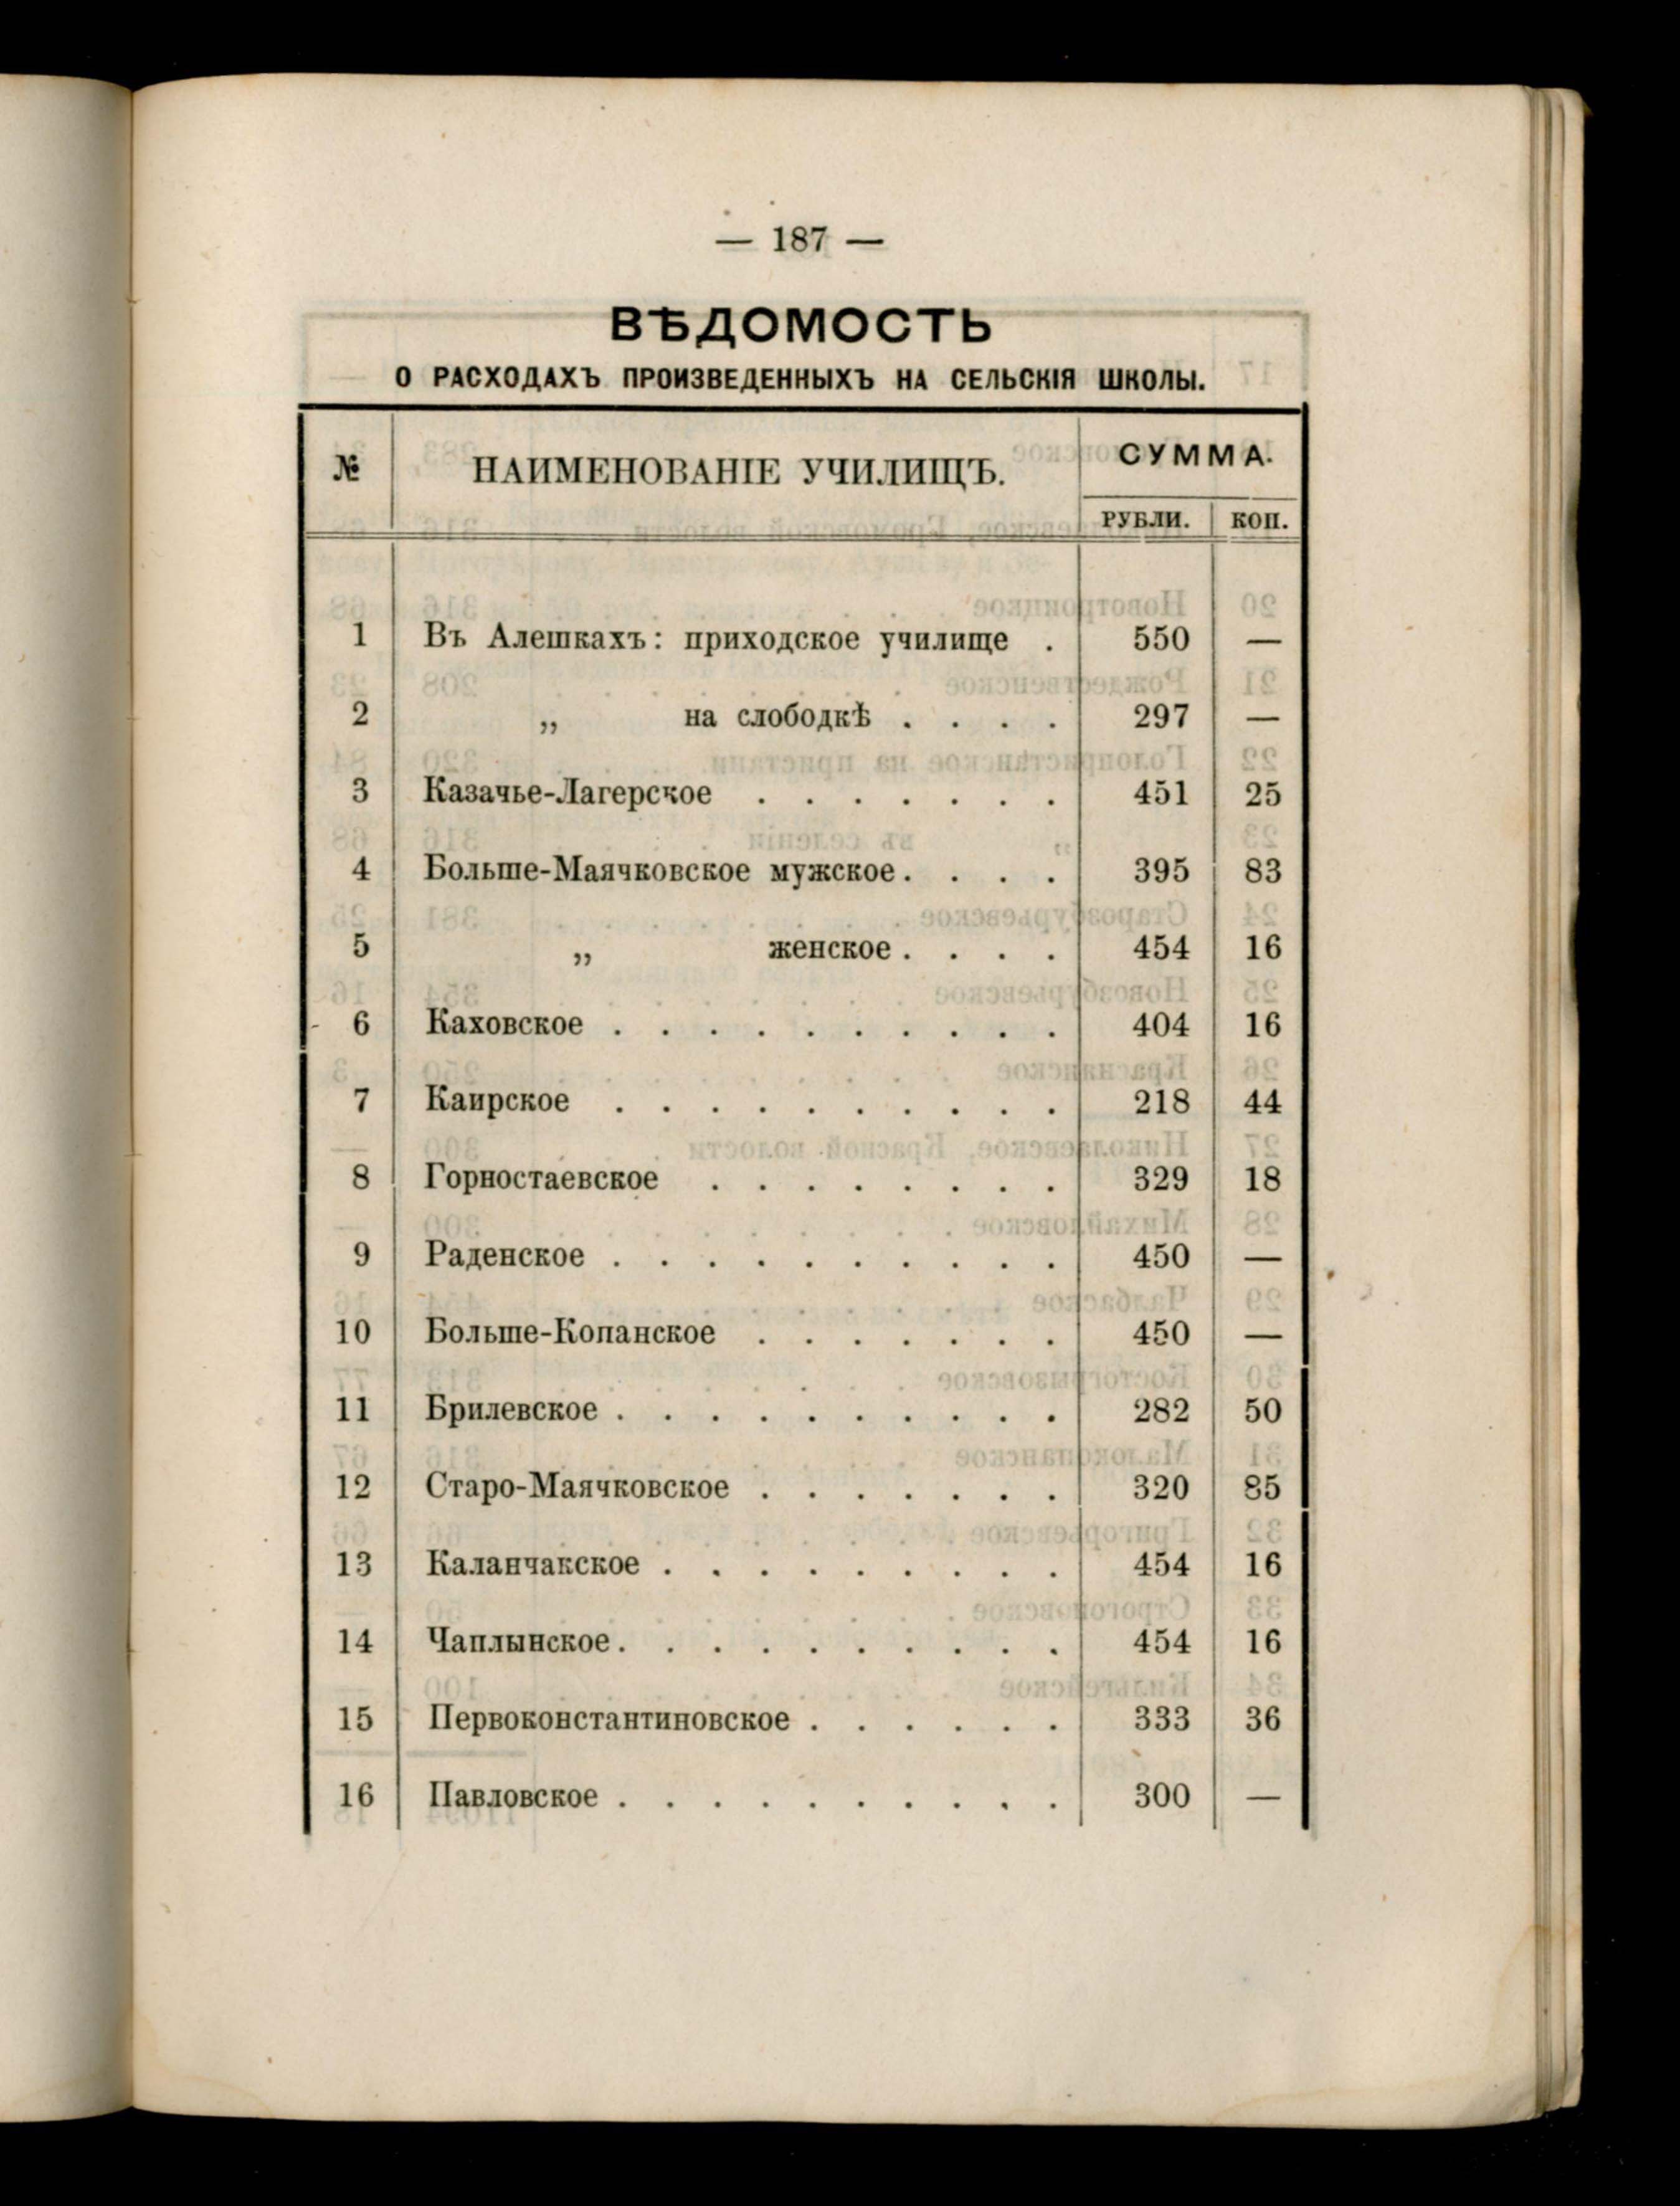 — 187 —
ВѢДОМОСТЬ
О РАСХОДАХЪ ПРОИЗВЕДЕННЫХЪ НА СЕЛЬСКІЯ ШКОЛЫ.
№ НАИМЕНОВАНІЕ УЧИЛИЩЪ. СУММА.
РУБЛИ. КОП.
1 Въ Алешкахъ: приходское училище . 550 —
2 „ на слободкѣ . . . . 297 —
3 Казачье-Лагерское . . . . . . . 451 25
4 Больше-Маячковское мужское. . . . 395 83
5 „ женское . . . . 454 16
6 Каховское . . . . . . . . . . 404 16
7 Каирское . . . . . . . . . . 218 44
8 Горностаевское . . . . . . . . 329 18
9 Раденское . . . . . . . . . . 450 —
10 Больше-Копанское . . . . . . . 450 —
11 Брилевское . . . . . . . . . . 282 50
12 Старо-Маячковское . . . . . . . 320 85
13 Каланчакское . . . . . . . . . 454 16
14 Чаплынское. . . . . . . . . . 454 16
15 Первоконстантиновское . . . . . . 333 36
16 Павловское . . . . . . . . . . 300 —